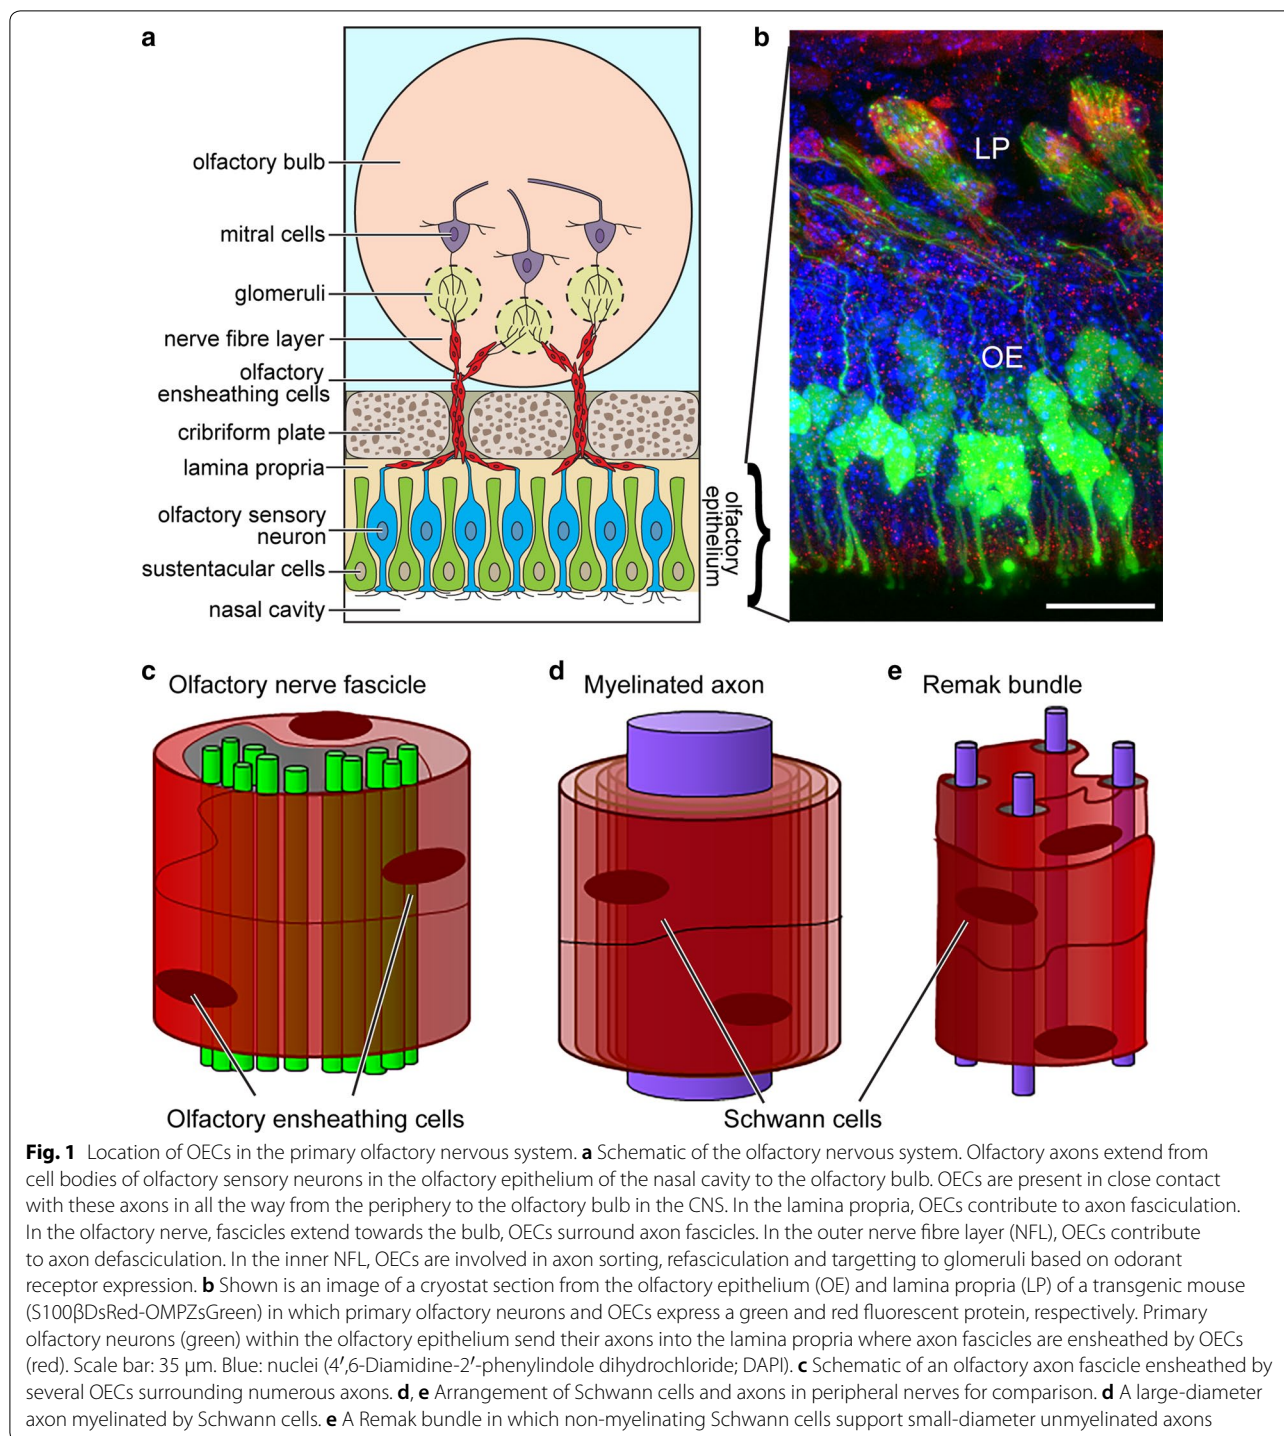 a
olfactory bulb
mitral cells
glomeruli
nerve fibre layer
olfactory
ensheathing cells
cribriform plate
lamina propria
olfactory sensory
neuron
sustentacular cells
nasal cavity
olfactory
epithelium
b
LP
OE
c
Olfactory nerve fascicle
d
Myelinated axon
e
Remak bundle
Olfactory ensheathing cells
Schwann cells
Fig. 1 Location of OECs in the primary olfactory nervous system. a Schematic of the olfactory nervous system. Olfactory axons extend from
cell bodies of olfactory sensory neurons in the olfactory epithelium of the nasal cavity to the olfactory bulb. OECs are present in close contact
with these axons in all the way from the periphery to the olfactory bulb in the CNS. In the lamina propria, OECs contribute to axon fasciculation.
In the olfactory nerve, fascicles extend towards the bulb, OECs surround axon fascicles. In the outer nerve fibre layer (NFL), OECs contribute
to axon defasciculation. In the inner NFL, OECs are involved in axon sorting, refasciculation and targetting to glomeruli based on odorant
receptor expression. b Shown is an image of a cryostat section from the olfactory epithelium (OE) and lamina propria (LP) of a transgenic mouse
(S100βDsRed-OMPZsGreen) in which primary olfactory neurons and OECs express a green and red fluorescent protein, respectively. Primary
olfactory neurons (green) within the olfactory epithelium send their axons into the lamina propria where axon fascicles are ensheathed by OECs
(red). Scale bar: 35 μm. Blue: nuclei (4′,6-Diamidine-2′-phenylindole dihydrochloride; DAPI). c Schematic of an olfactory axon fascicle ensheathed by
several OECs surrounding numerous axons. d, e Arrangement of Schwann cells and axons in peripheral nerves for comparison. d A large-diameter
axon myelinated by Schwann cells. e A Remak bundle in which non-myelinating Schwann cells support small-diameter unmyelinated axons